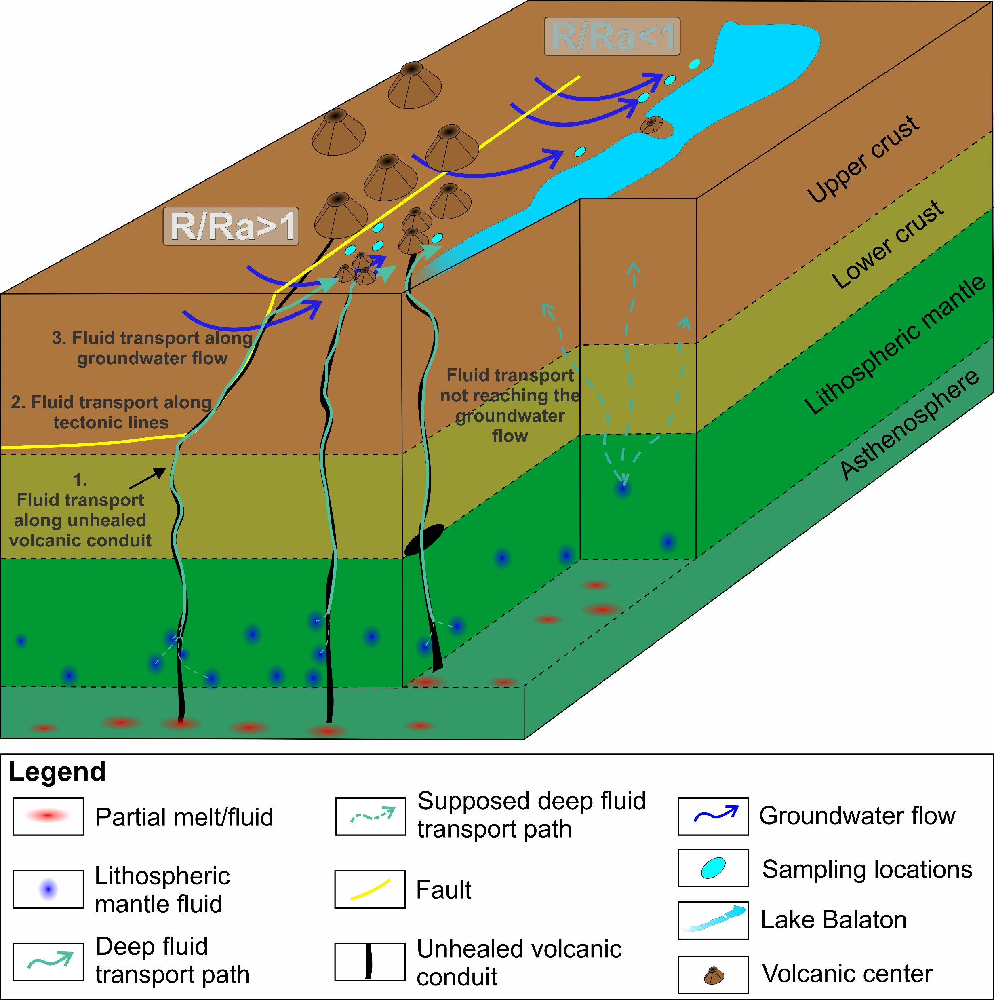 R/Ra<1
R/Ra>1
Upper crust
Lower crust
Lithospheric mantle
Asthenosphere
3. Fluid transport along
groundwater flow
2. Fluid transport along
tectonic lines
1.
Fluid transport
along unhealed
volcanic conduit
Fluid transport
not reaching the
groundwater
flow
Legend
Partial melt/fluid
Lithospheric
mantle fluid
Deep fluid
transport path
Supposed deep fluid
transport path
Fault
Unhealed volcanic
conduit
Groundwater flow
Sampling locations
Lake Balaton
Volcanic center